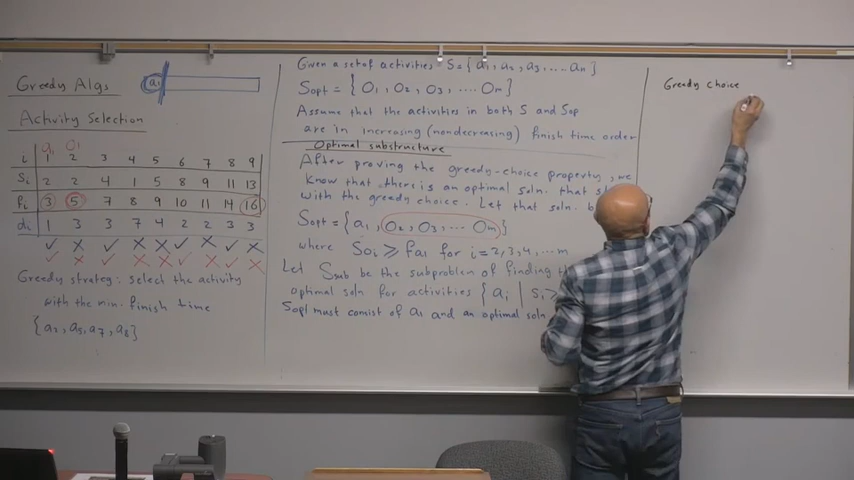 Greedy Algs
a1
Activity Selection
a1 o1
i 1 2 3 4 5 6 7 8 9
Si 2 2 4 1 5 8 9 11 13
fi 3 5 7 8 9 10 11 14 16
di 1 3 3 7 4 2 2 3 3
✓ ✗ ✓ ✗ ✗ ✓ ✗ ✓ ✗
✓ ✗ ✓ ✗ ✗ ✓ ✗ ✓ ✗
Greedy strateg: select the activity
with the min. finish time
{a2, a5, a7, a8}
Given a set of activities S = {a1, a2, a3, .... an}
Sopt = {O1, O2, O3, .... Om}
Assume that the activities in both S and Sop
are in increasing (nondecreasing) finish time order
Optimal substructure
After proving the greedy-choice property, we
know that there is an optimal soln. that
with the greedy choice. Let that soln.
Sopt = {a1, O2, O3, ... Om}
where SOi ≥ fa1 for i = 2,3,4,... m
Let Ssub be the subproblem of finding
optimal soln for activities {ai | Si ≥
Sopt must consist of a1 and an optimal soln
Greedy choice